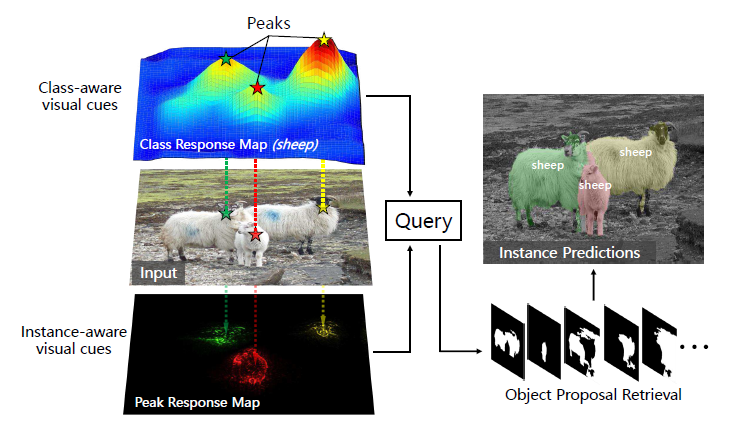 Peaks
Class-aware
visual cues
Class Response Map (sheep)
Input
Query
sheep
sheep
sheep
Instance Predictions
Instance-aware
visual cues
Peak Response Map
Object Proposal Retrieval